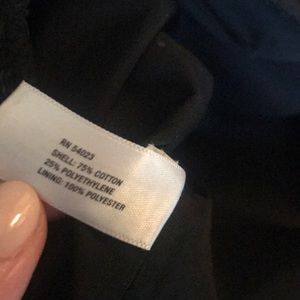 RN 54023
SHELL: 75% COTTON
25% POLYETHYLENE
LINING: 100% POLYESTER